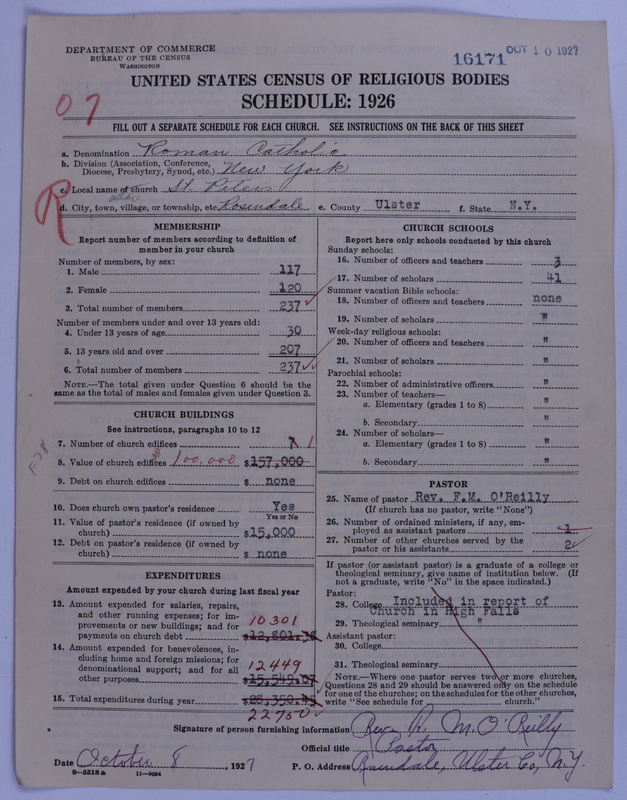 DEPARTMENT OF COMMERCE
BUREAU OF THE CENSUS
WASHINGTON
16171
OCT 10 1927
UNITED STATES CENSUS OF RELIGIOUS BODIES
SCHEDULE: 1926
07
FILL OUT A SEPARATE SCHEDULE FOR EACH CHURCH. SEE INSTRUCTIONS ON THE BACK OF THIS SHEET
a. Denomination Roman Catholic
b. Division (Association, Conference, Diocese, Presbytery, Synod, etc.) New York
c. Local name of church St. Peters
R
d. City, town, village, or township, etc. Rosendale e. County Ulster f. State N.Y.
MEMBERSHIP
Report number of members according to definition of
member in your church
Number of members, by sex:
1. Male 117
2. Female 120
3. Total number of members 237
Number of members under and over 13 years old:
4. Under 13 years of age 30
5. 13 years old and over 207
6. Total number of members 237
NOTE.—The total given under Question 6 should be the
same as the total of males and females given under Question 3.
CHURCH BUILDINGS
See instructions, paragraphs 10 to 12
7. Number of church edifices 1
8. Value of church edifices $100,000 $157,000
9. Debt on church edifices $ none
10. Does church own pastor's residence Yes
Yes or No
11. Value of pastor's residence (if owned by
church) $15,000
12. Debt on pastor's residence (if owned by
church) $ none
EXPENDITURES
Amount expended by your church during last fiscal year
13. Amount expended for salaries, repairs,
and other running expenses; for im-
provements or new buildings; and for
payments on church debt 10301
14. Amount expended for benevolences, in-
cluding home and foreign missions; for
denominational support; and for all
other purposes 12449 $15,549.07
15. Total expenditures during year $28,350.45
22750
CHURCH SCHOOLS
Report here only schools conducted by this church
Sunday schools:
16. Number of officers and teachers 3
17. Number of scholars 41
Summer vacation Bible schools:
18. Number of officers and teachers none
19. Number of scholars "
Week-day religious schools:
20. Number of officers and teachers "
21. Number of scholars "
Parochial schools:
22. Number of administrative officers "
23. Number of teachers—
a. Elementary (grades 1 to 8) "
b. Secondary "
24. Number of scholars—
a. Elementary (grades 1 to 8) "
b. Secondary "
PASTOR
25. Name of pastor Rev. F.M. O'Reilly
(If church has no pastor, write "None")
26. Number of ordained ministers, if any, em-
ployed as assistant pastors 1
27. Number of other churches served by the
pastor or his assistants 2
If pastor (or assistant pastor) is a graduate of a college or
theological seminary, give name of institution below. (If
not a graduate, write "No" in the space indicated.)
Pastor:
28. College Included in report of
Church in High Falls
29. Theological seminary "
Assistant pastor:
30. College
31. Theological seminary
NOTE.—Where one pastor serves two or more churches,
Questions 28 and 29 should be answered only on the schedule
for one of the churches; on the schedules for the other churches,
write "See schedule for church."
Signature of person furnishing information Rev. M. O'Reilly
Official title Pastor
Date October 8, 1927 P. O. Address Rosendale, Ulster Co, N.Y.
8-5318a 11-9084